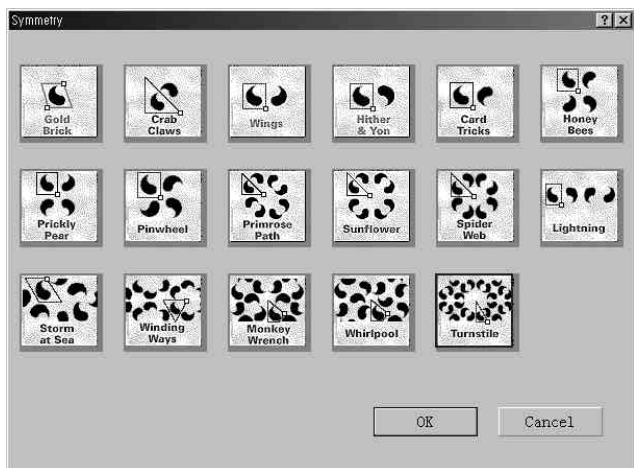 Symmetry
Gold
Brick
Crab
Claws
Wings
Hither
& Yon
Card
Tricks
Honey
Bees
Prickly
Pear
Pinwheel
Primrose
Path
Sunflower
Spider
Web
Lightning
Storm
at Sea
Winding
Ways
Monkey
Wrench
Whirlpool
Turnstile
OK
Cancel